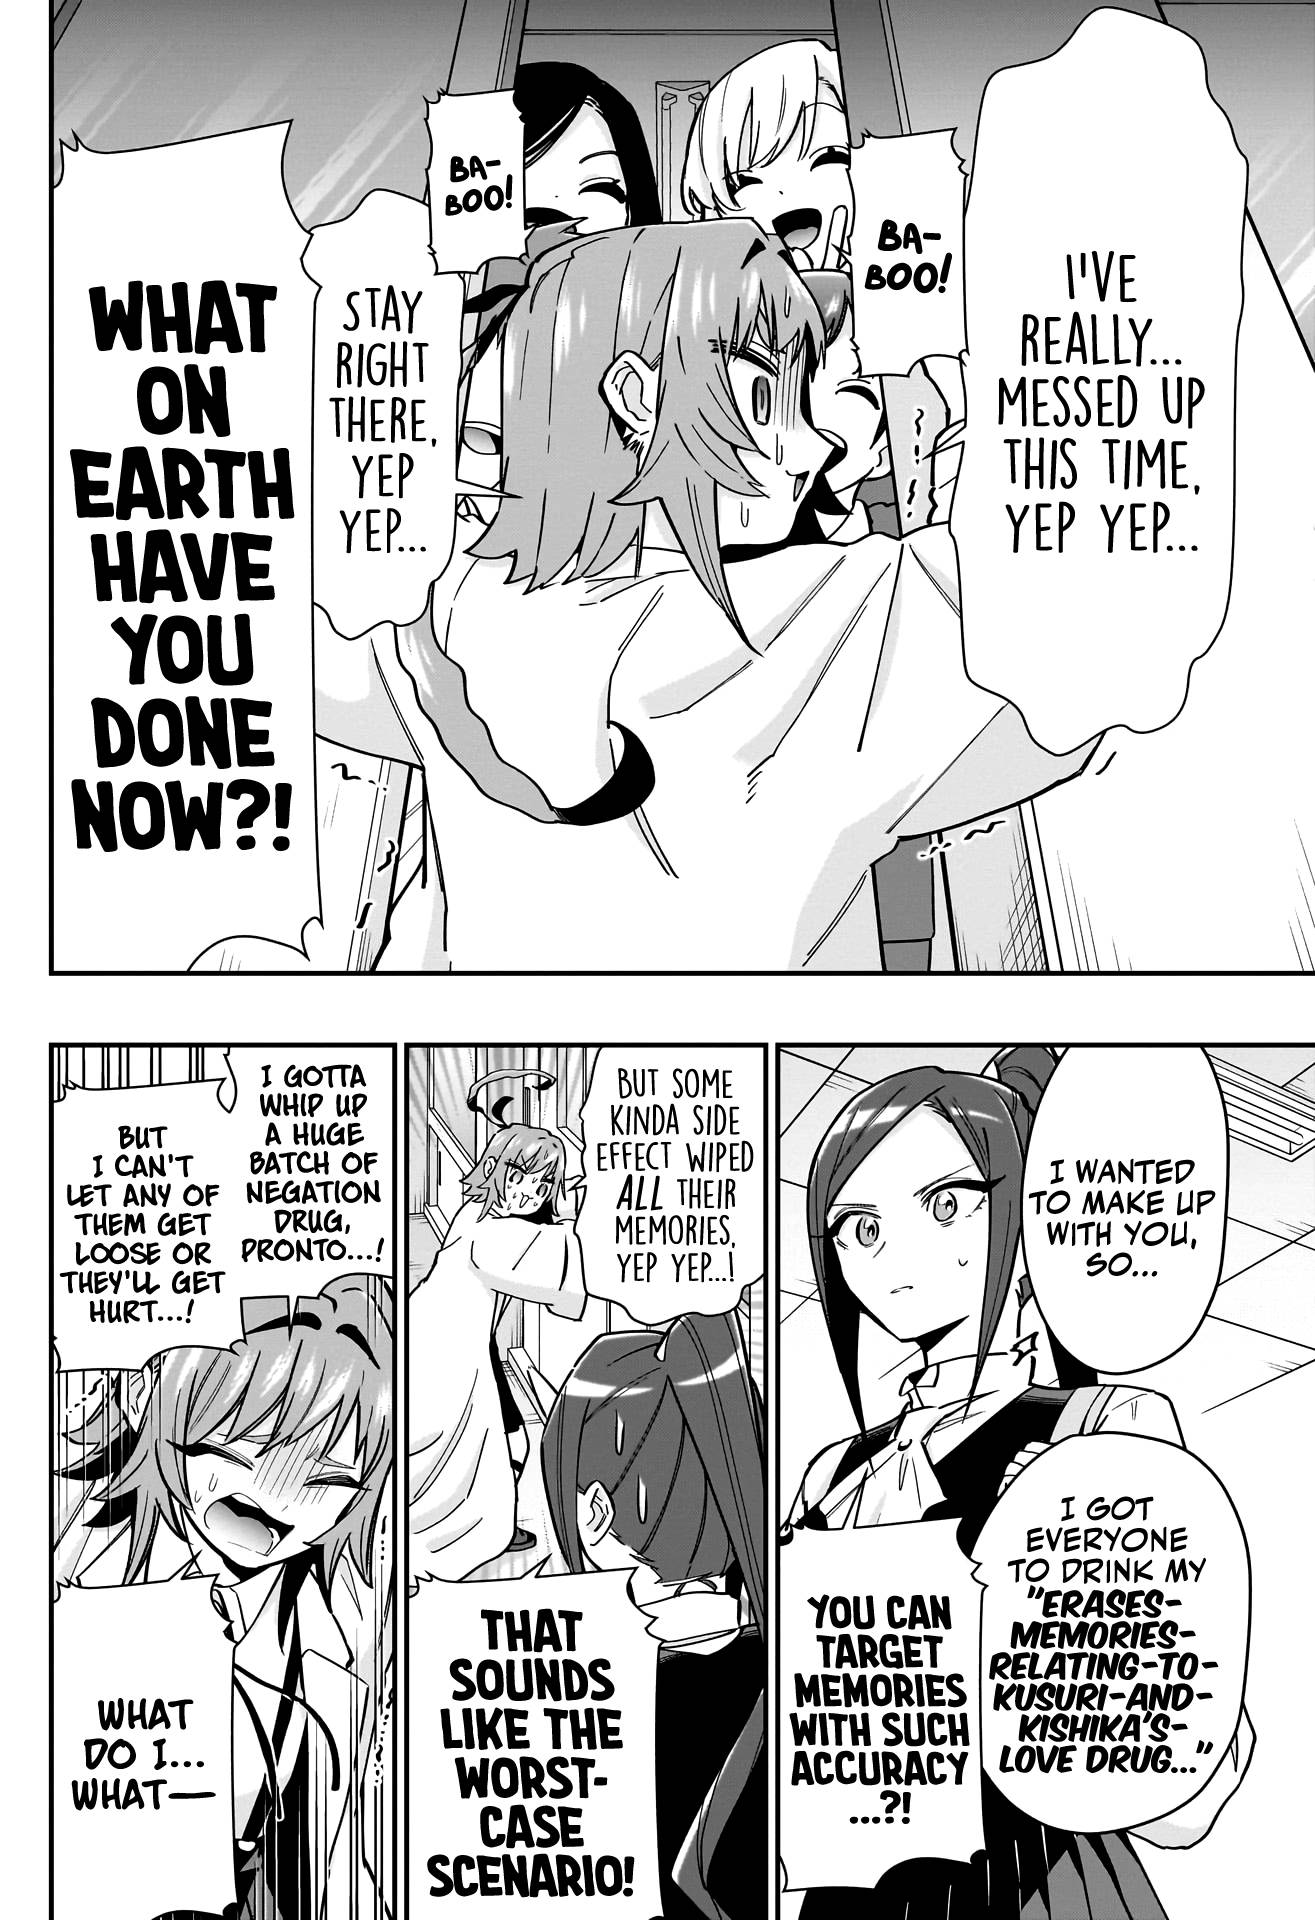 I'VE
REALLY...
MESSED UP
THIS TIME,
YEP YEP...
BA-
BOO!
BA-
BOO!
STAY
RIGHT
THERE,
YEP
YEP...
WHAT
ON
EARTH
HAVE
YOU
DONE
NOW?!
I WANTED
TO MAKE UP
WITH YOU,
SO...
I GOT
EVERYONE
TO DRINK MY
"ERASES-
MEMORIES-
RELATING-TO-
KUSURI-AND-
KISHIKA'S-
LOVE DRUG..."
YOU CAN
TARGET
MEMORIES
WITH SUCH
ACCURACY
...?!
BUT SOME
KINDA SIDE
EFFECT WIPED
ALL THEIR
MEMORIES,
YEP YEP...!
THAT
SOUNDS
LIKE THE
WORST-
CASE
SCENARIO!
I GOTTA
WHIP UP
A HUGE
BATCH OF
NEGATION
DRUG,
PRONTO...!
BUT
I CAN'T
LET ANY OF
THEM GET
LOOSE OR
THEY'LL GET
HURT...!
WHAT
DO I...
WHAT—